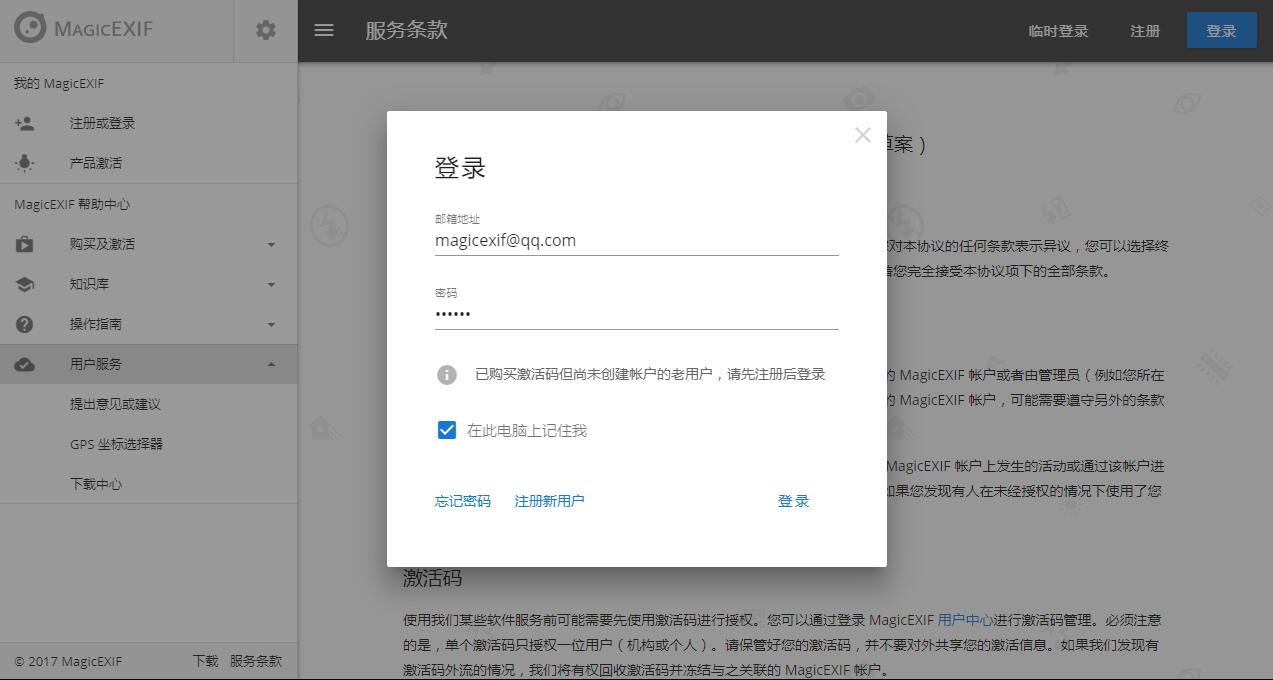 MAGICEXIF
服务条款
临时登录
注册
登录
我的 MagicEXIF
注册或登录
产品激活
MagicEXIF 帮助中心
购买及激活
知识库
操作指南
用户服务
提出意见或建议
GPS 坐标选择器
下载中心
© 2017 MagicEXIF
下载
服务条款
登录
邮箱地址
magicexif@qq.com
密码
••••••
已购买激活码但尚未创建帐户的老用户，请先注册后登录
在此电脑上记住我
忘记密码
注册新用户
登录
案）
对本协议的任何条款表示异议，您可以选择终
您完全接受本协议项下的全部条款。
MagicEXIF 帐户或者由管理员（例如您所在
MagicEXIF 帐户，可能需要遵守另外的条款
MagicEXIF 帐户上发生的活动或通过该帐户进
如果您发现有人在未经授权的情况下使用了您
激活码
使用我们某些软件服务前可能需要先使用激活码进行授权。您可以通过登录 MagicEXIF 用户中心进行激活码管理。必须注意
的是，单个激活码只授权一位用户（机构或个人）。请保管好您的激活码，并不要对外共享您的激活信息。如果我们发现有
激活码外流的情况，我们将有权回收激活码并冻结与之关联的 MagicEXIF 帐户。